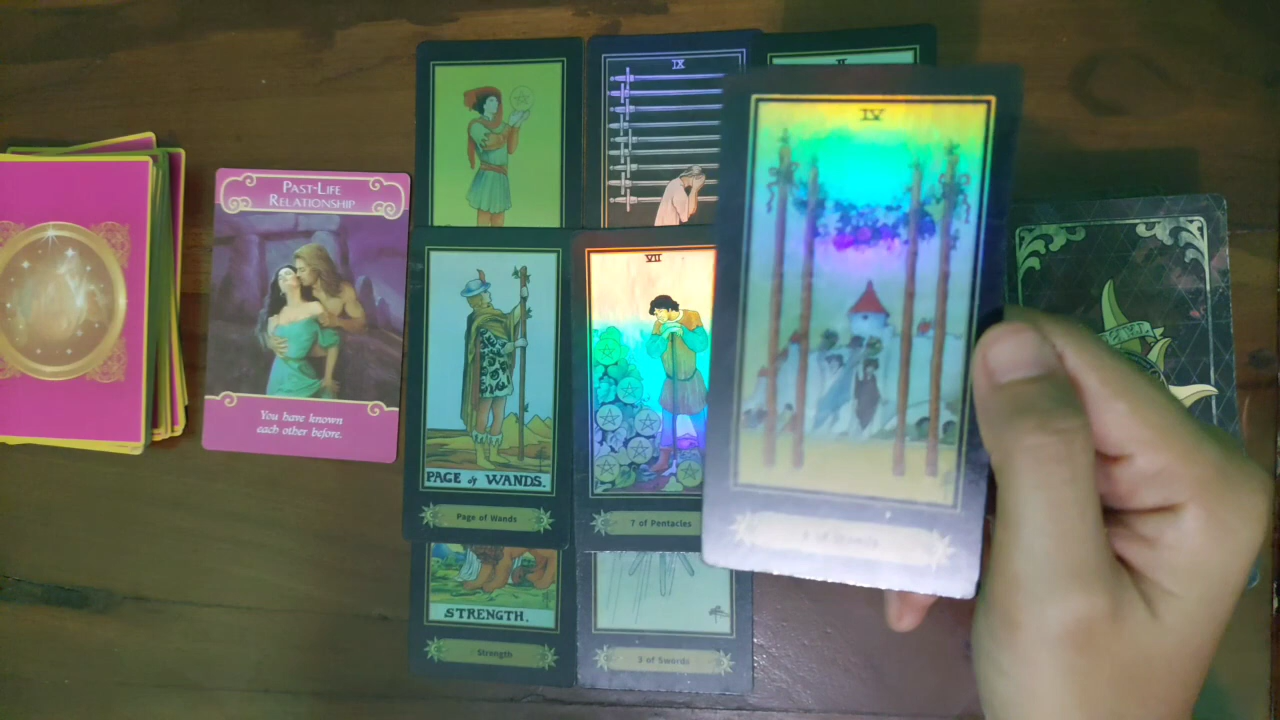 PAST-LIFE
RELATIONSHIP
You have known
each other before.
IX
II
IV
VII
PAGE of WANDS.
Page of Wands
7 of Pentacles
STRENGTH.
Strength
3 of Swords